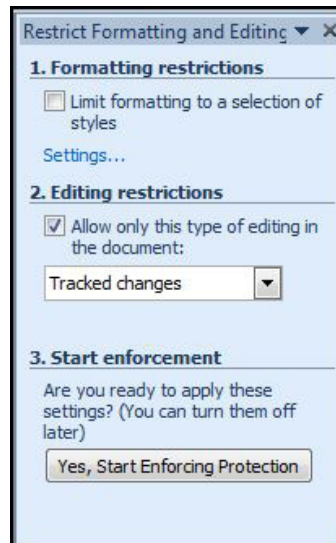 Restrict Formatting and Editing
1. Formatting restrictions
Limit formatting to a selection of
styles
Settings...
2. Editing restrictions
Allow only this type of editing in
the document:
Tracked changes
3. Start enforcement
Are you ready to apply these
settings? (You can turn them off
later)
Yes, Start Enforcing Protection